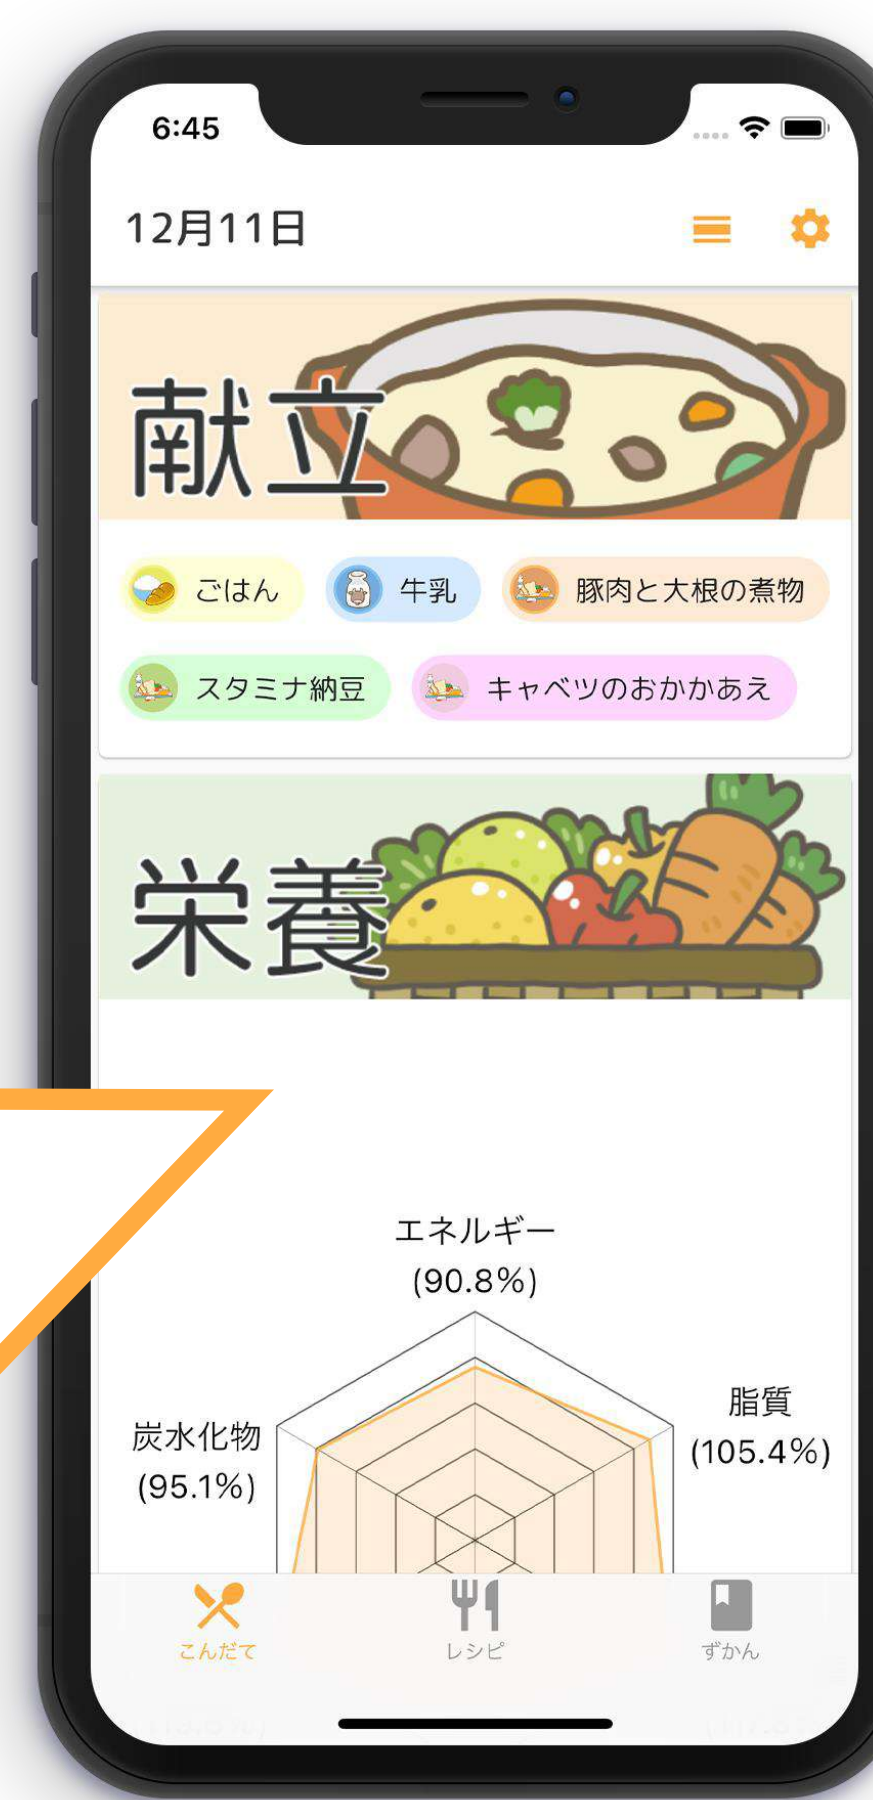 6:45
12月11日
献立
ごはん 牛乳 豚肉と大根の煮物
スタミナ納豆 キャベツのおかかあえ
栄養
エネルギー
(90.8%)
脂質
(105.4%)
炭水化物
(95.1%)
こんだて レシピ ずかん